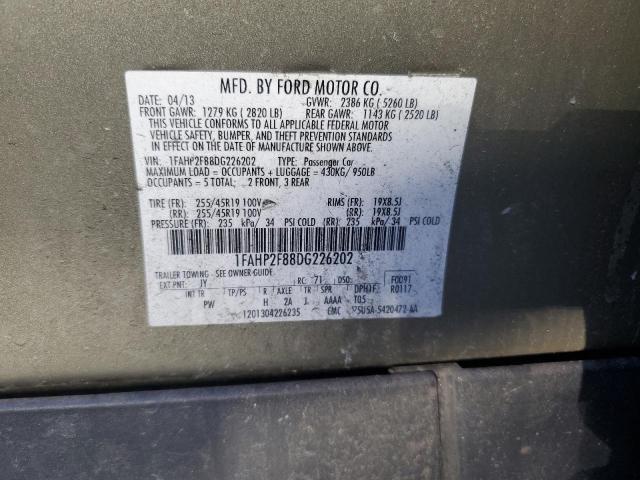 MFD. BY FORD MOTOR CO.
DATE: 04/13 GVWR: 2386 KG ( 5260 LB)
FRONT GAWR: 1279 KG ( 2820 LB) REAR GAWR: 1143 KG ( 2520 LB)
THIS VEHICLE CONFORMS TO ALL APPLICABLE FEDERAL MOTOR
VEHICLE SAFETY, BUMPER, AND THEFT PREVENTION STANDARDS
IN EFFECT ON THE DATE OF MANUFACTURE SHOWN ABOVE.
VIN: 1FAHP2F88DG226202 TYPE: Passenger Car
MAXIMUM LOAD = OCCUPANTS + LUGGAGE = 430KG/ 950LB
OCCUPANTS = 5 TOTAL; 2 FRONT, 3 REAR
TIRE (FR): 255/45R19 100V RIMS (FR): 19X8.5J
(RR): 255/45R19 100V (RR): 19X8.5J
PRESSURE (FR): 235 kPa/ 34 PSI COLD (RR): 235 kPa/ 34 PSI COLD
1FAHP2F88DG226202
TRAILER TOWING - SEE OWNER GUIDE
EXT PNT: JY RC: 71 DSO: F0091
INT TR TP/PS R AXLE TR SPR DPHJF R0117
PW H 2A J AAAA TQ5
1201304226235 CMC 5U5A-5420472-AA